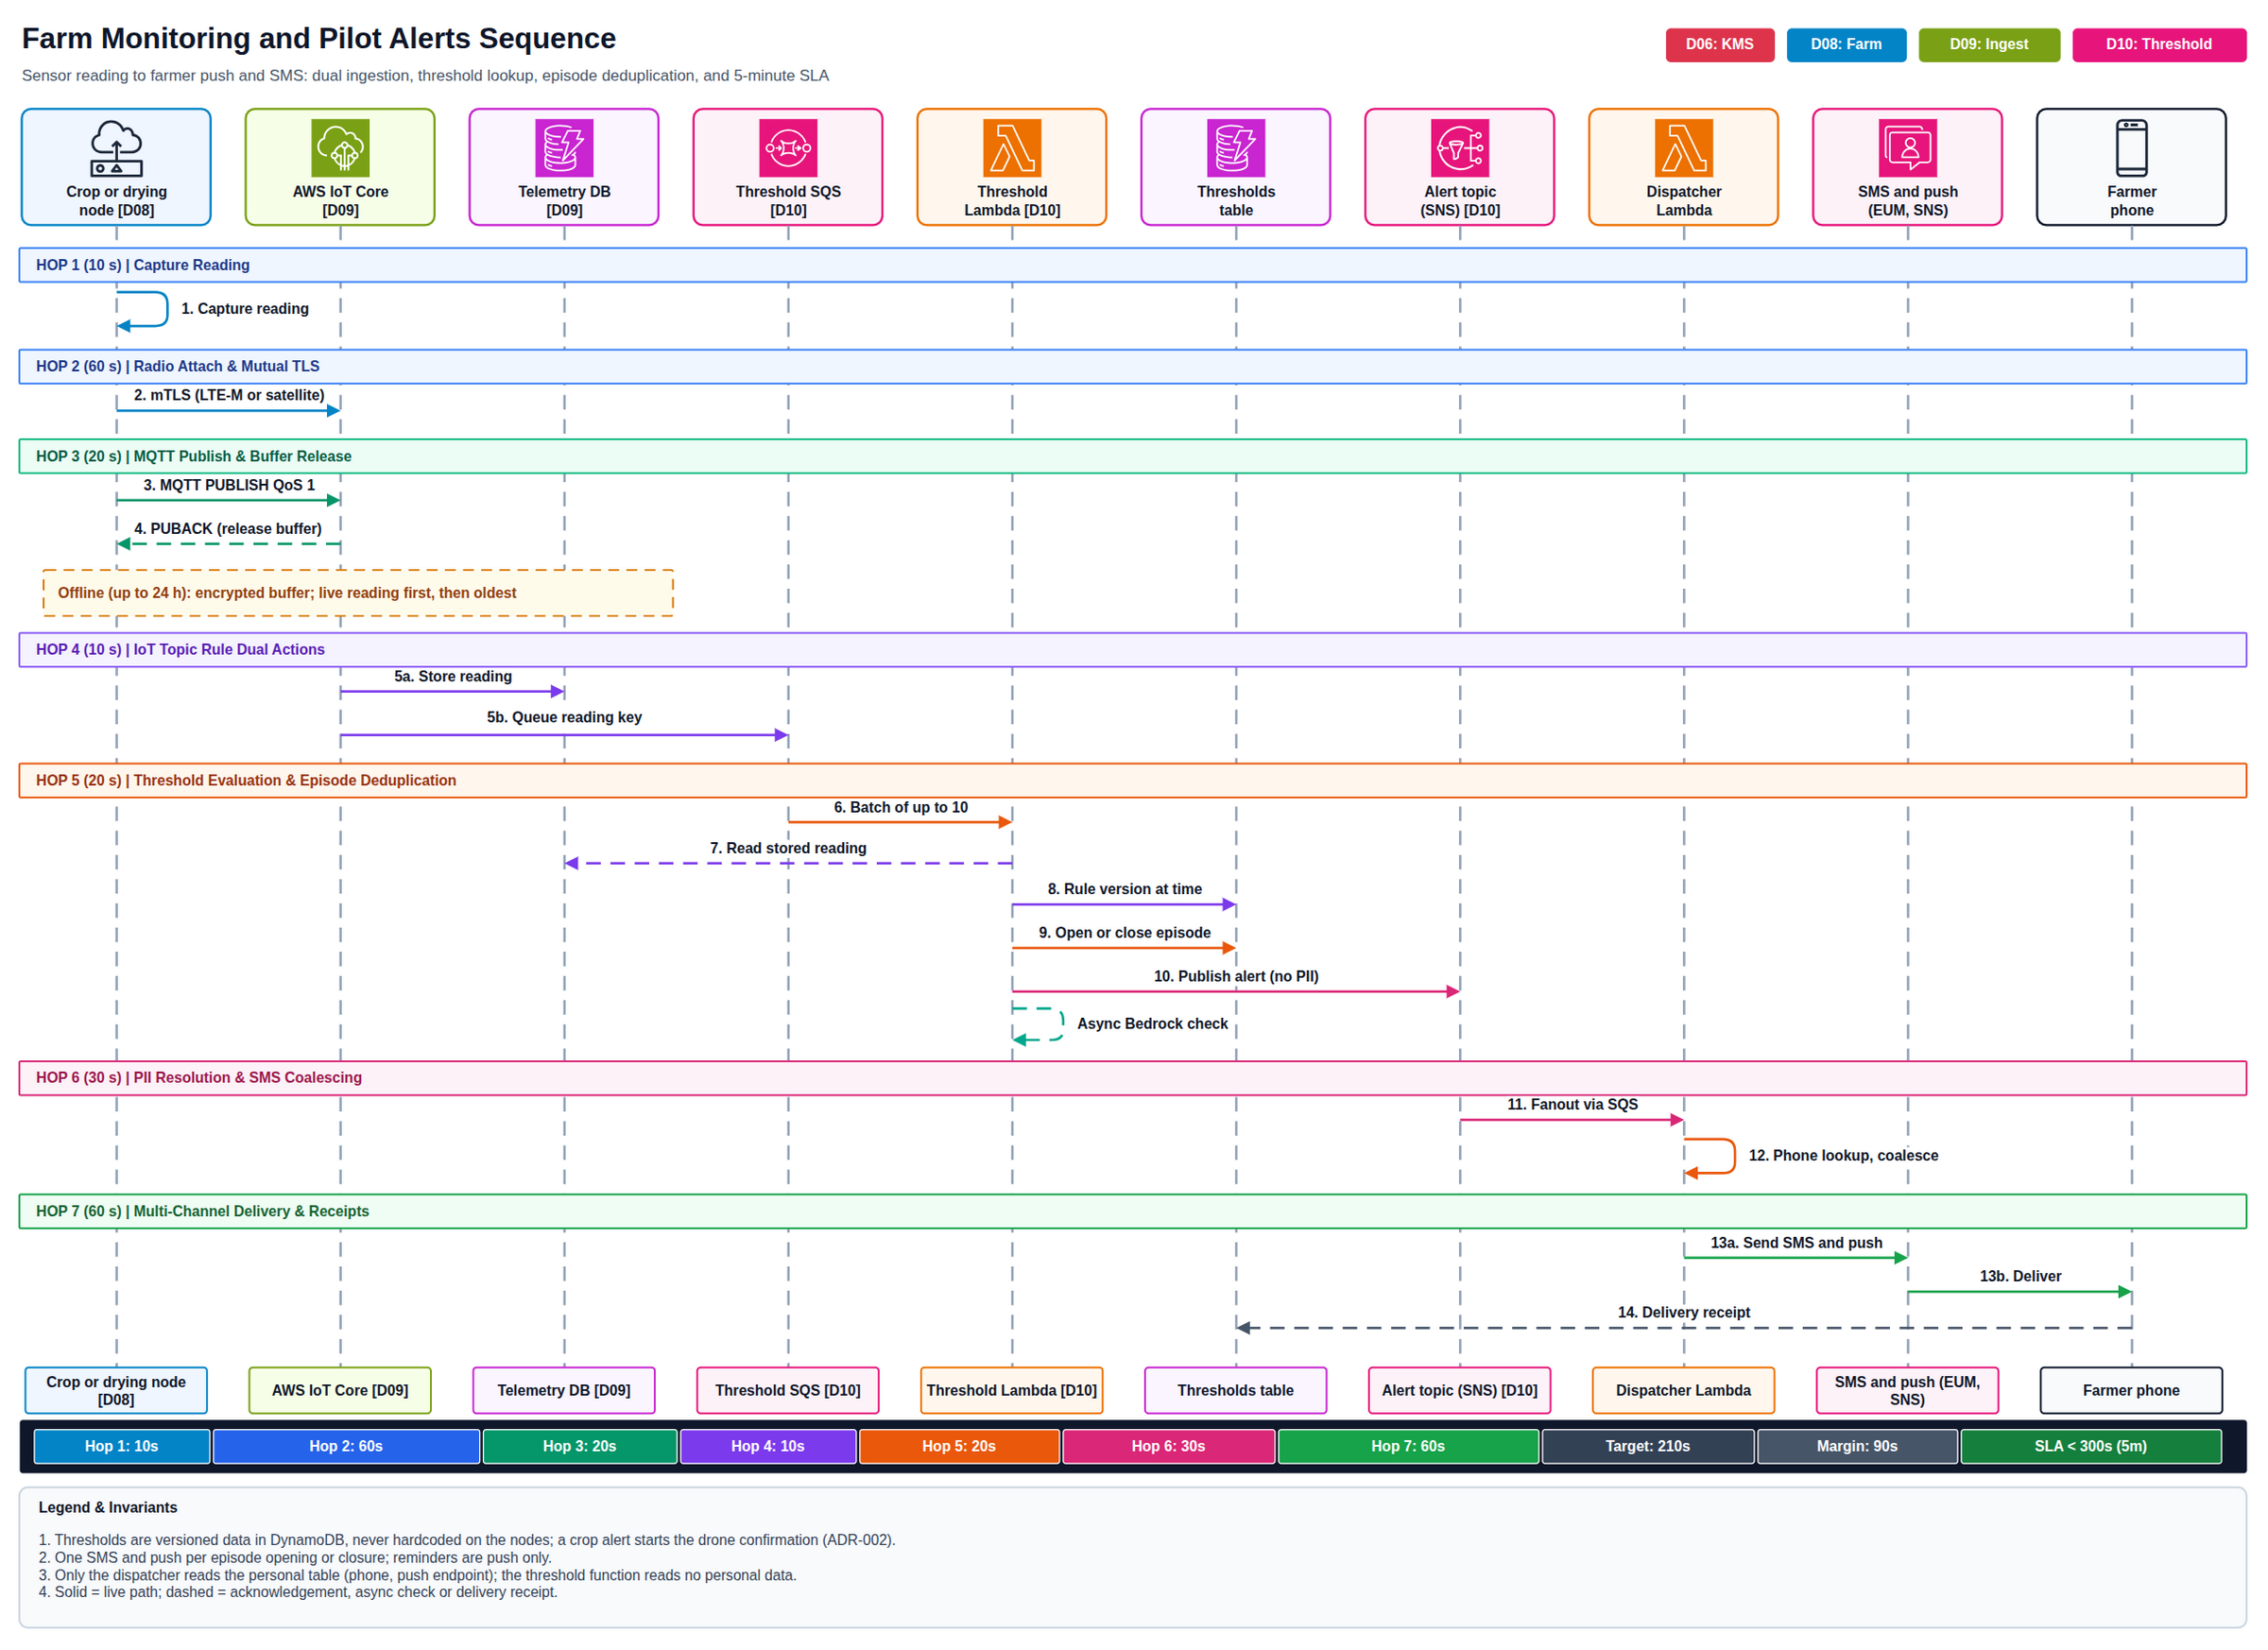 Farm Monitoring and Pilot Alerts Sequence
Sensor reading to farmer push and SMS: dual ingestion, threshold lookup, episode deduplication, and 5-minute SLA
D06: KMS
D08: Farm
D09: Ingest
D10: Threshold
Crop or drying
node [D08]
AWS IoT Core
[D09]
Telemetry DB
[D09]
Threshold SQS
[D10]
Threshold
Lambda [D10]
Thresholds
table
Alert topic
(SNS) [D10]
Dispatcher
Lambda
SMS and push
(EUM, SNS)
Farmer
phone
HOP 1 (10 s) | Capture Reading
1. Capture reading
HOP 2 (60 s) | Radio Attach & Mutual TLS
2. mTLS (LTE-M or satellite)
HOP 3 (20 s) | MQTT Publish & Buffer Release
3. MQTT PUBLISH QoS 1
4. PUBACK (release buffer)
Offline (up to 24 h): encrypted buffer; live reading first, then oldest
HOP 4 (10 s) | IoT Topic Rule Dual Actions
5a. Store reading
5b. Queue reading key
HOP 5 (20 s) | Threshold Evaluation & Episode Deduplication
6. Batch of up to 10
7. Read stored reading
8. Rule version at time
9. Open or close episode
10. Publish alert (no PII)
Async Bedrock check
HOP 6 (30 s) | PII Resolution & SMS Coalescing
11. Fanout via SQS
12. Phone lookup, coalesce
HOP 7 (60 s) | Multi-Channel Delivery & Receipts
13a. Send SMS and push
13b. Deliver
14. Delivery receipt
Crop or drying node
[D08]
AWS IoT Core [D09]
Telemetry DB [D09]
Threshold SQS [D10]
Threshold Lambda [D10]
Thresholds table
Alert topic (SNS) [D10]
Dispatcher Lambda
SMS and push (EUM,
SNS)
Farmer phone
Hop 1: 10s
Hop 2: 60s
Hop 3: 20s
Hop 4: 10s
Hop 5: 20s
Hop 6: 30s
Hop 7: 60s
Target: 210s
Margin: 90s
SLA < 300s (5m)
Legend & Invariants
1. Thresholds are versioned data in DynamoDB, never hardcoded on the nodes; a crop alert starts the drone confirmation (ADR-002).
2. One SMS and push per episode opening or closure; reminders are push only.
3. Only the dispatcher reads the personal table (phone, push endpoint); the threshold function reads no personal data.
4. Solid = live path; dashed = acknowledgement, async check or delivery receipt.